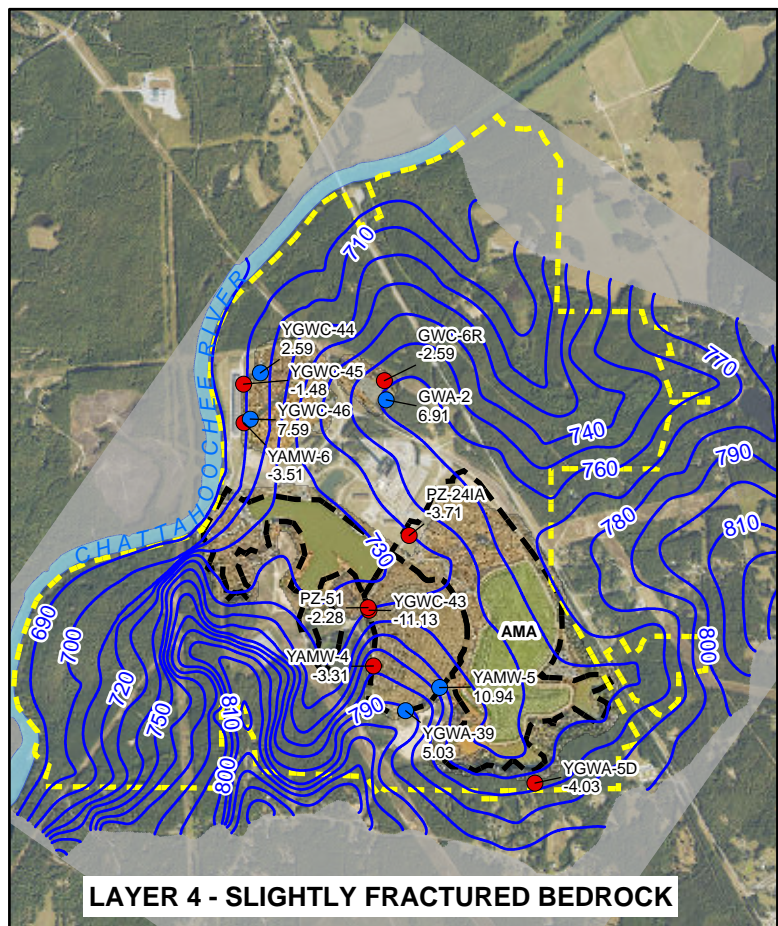 710
CHATTAHOOCHEE RIVER
YGWC-44
2.59
YGWC-45
-1.48
YGWC-46
7.59
YAMW-6
-3.51
GWC-6R
-2.59
GWA-2
6.91
770
740
760
790
780
810
PZ-24IA
-3.71
730
PZ-51
-2.28
YGWC-43
-11.13
AMA
690
700
720
750
810
800
YAMW-4
-3.31
790
YAMW-5
10.94
YGWA-39
5.03
800
YGWA-5D
-4.03
LAYER 4 - SLIGHTLY FRACTURED BEDROCK